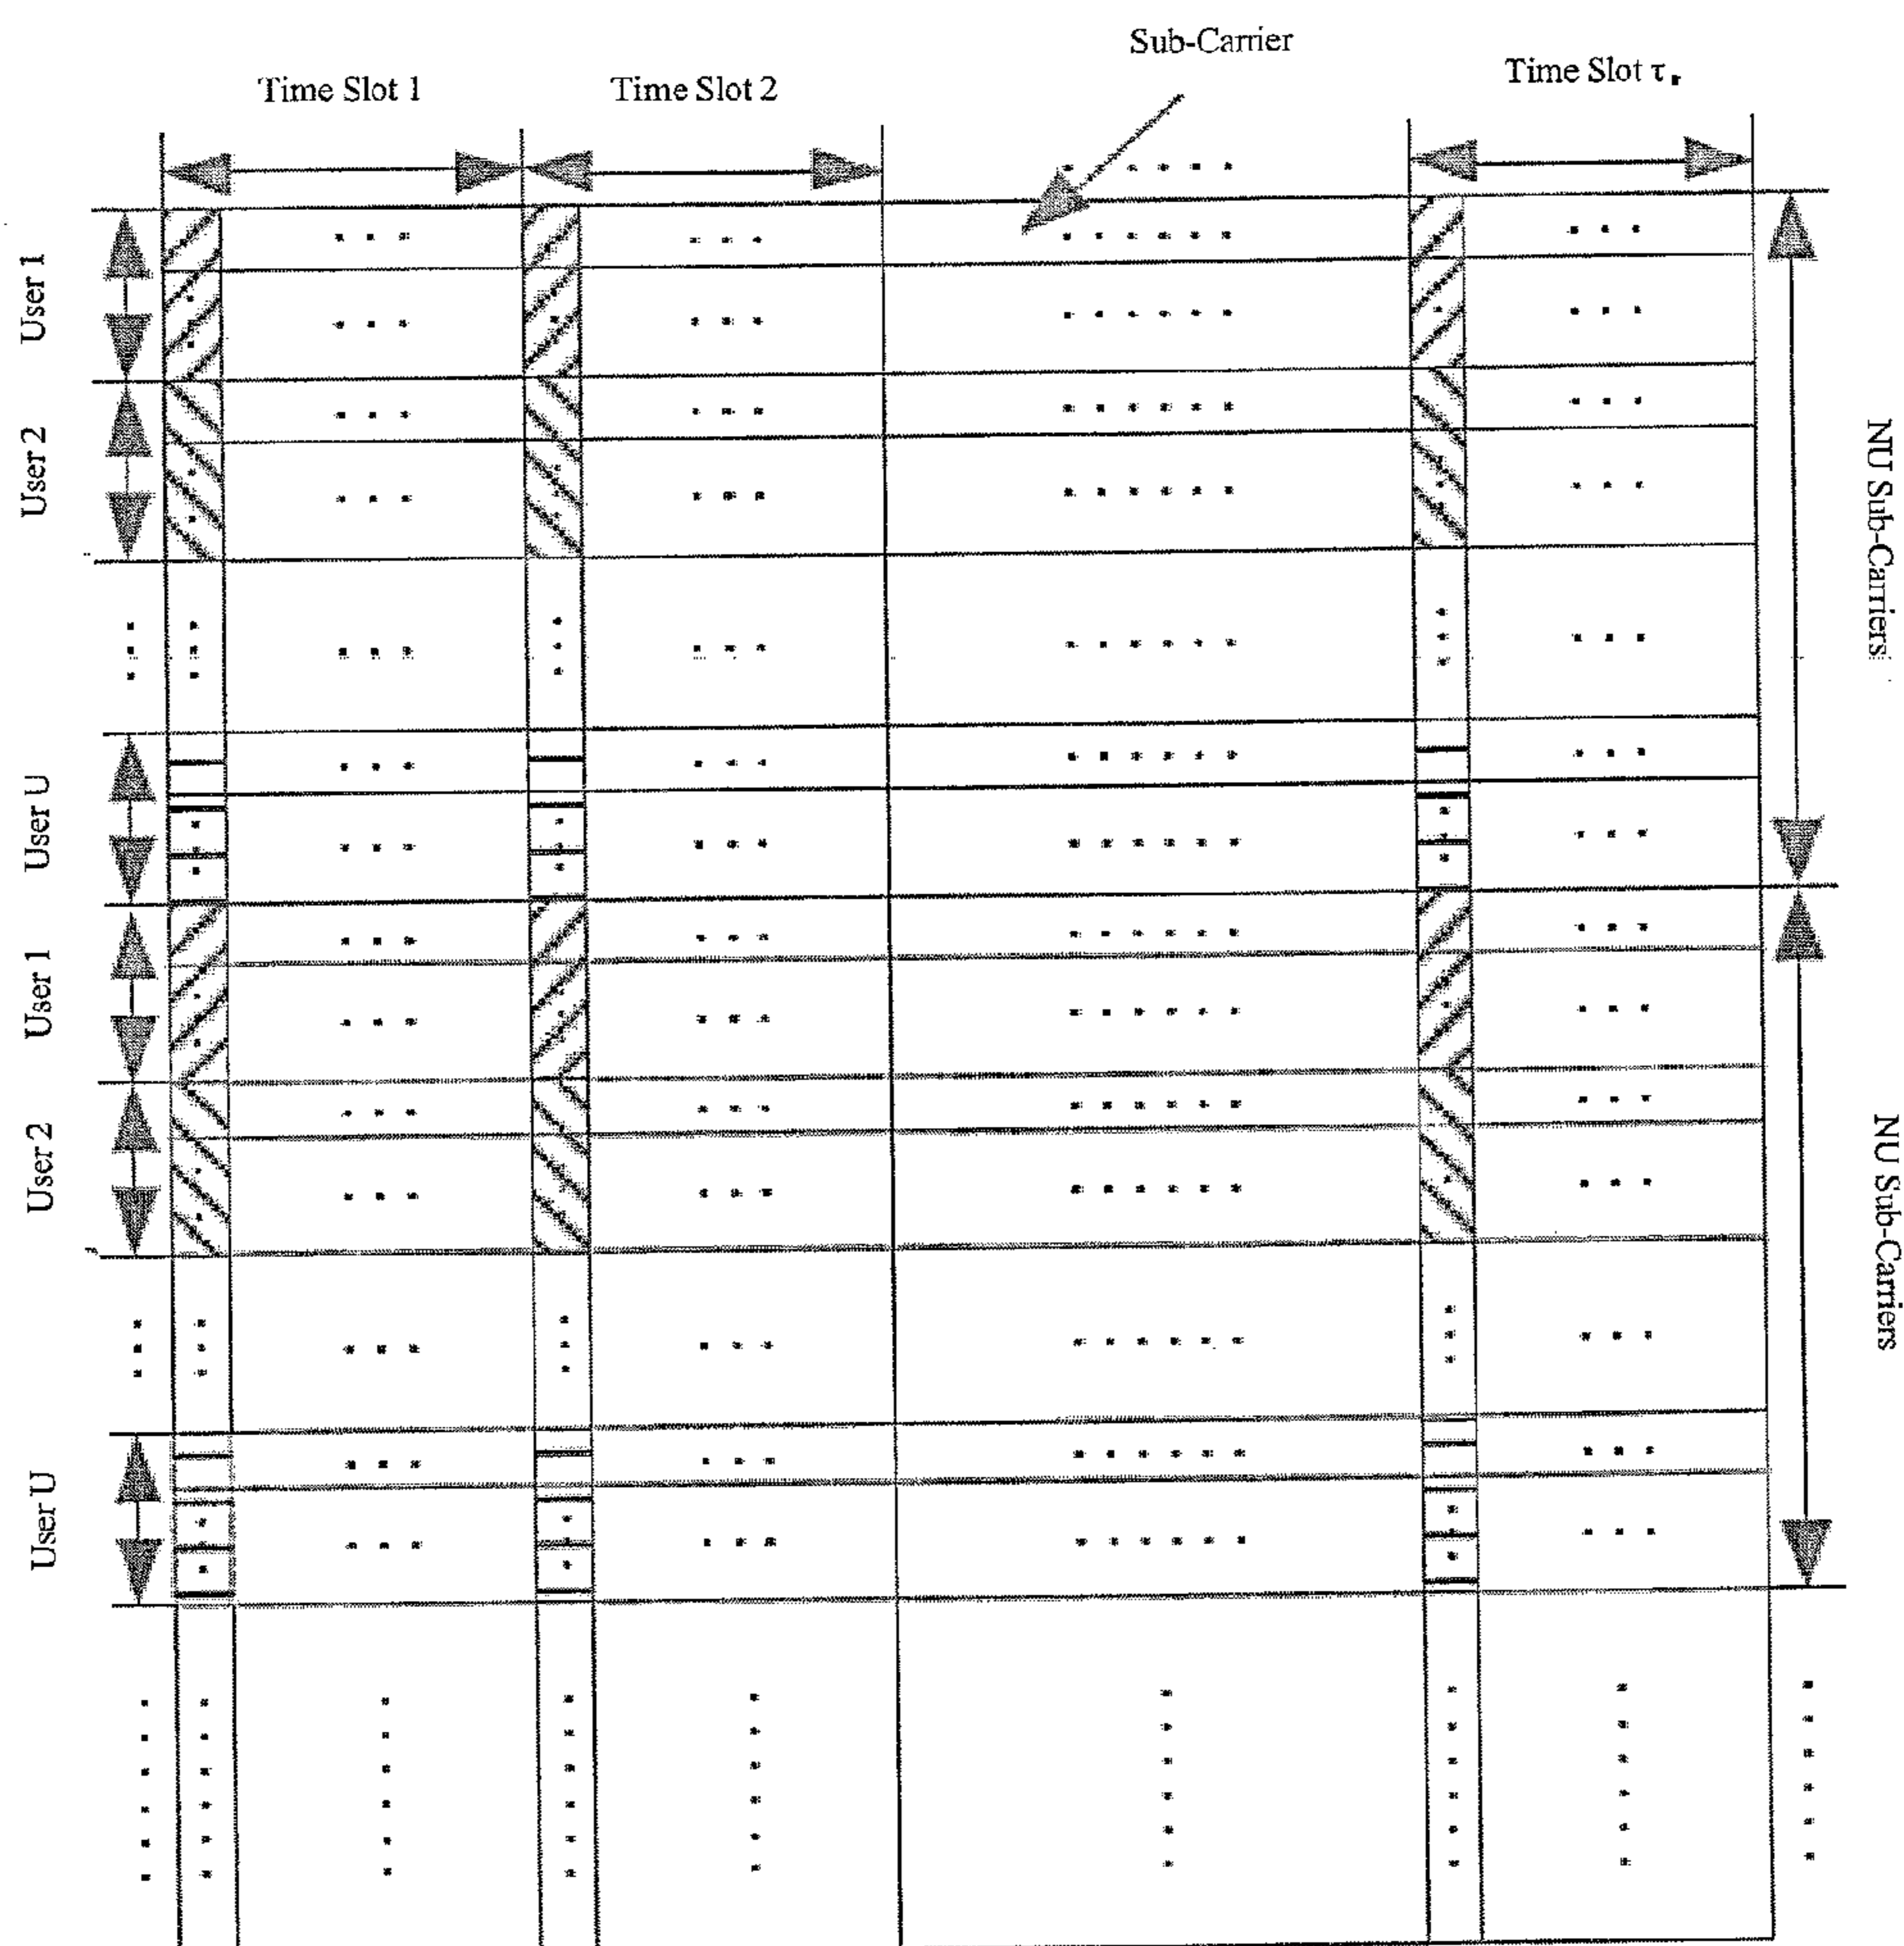 Sub-Carrier
Time Slot 1
Time Slot 2
Time Slot τ
User 1
User 2
User U
User 1
User 2
User U
NU Sub-Carriers
NU Sub-Carriers